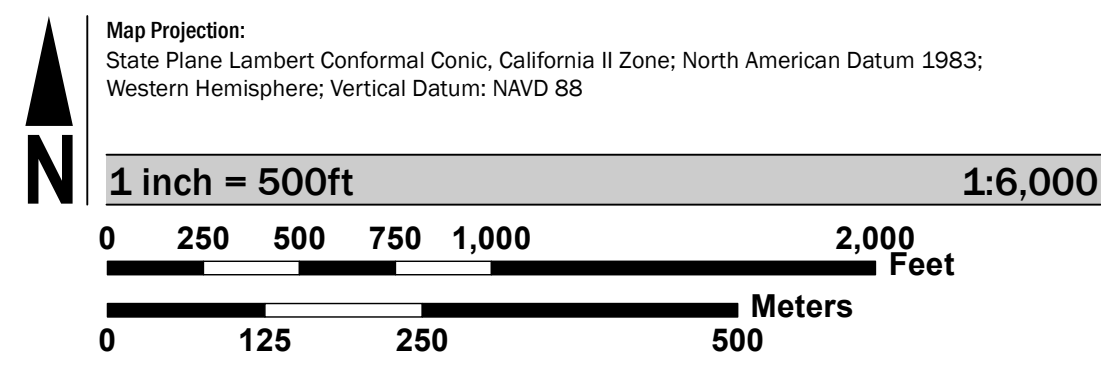 Map Projection:
State Plane Lambert Conformal Conic, California II Zone; North American Datum 1983;
Western Hemisphere; Vertical Datum: NAVD 88
N
1 inch = 500ft 1:6,000
0 250 500 750 1,000 2,000
Feet
Meters
0 125 250 500